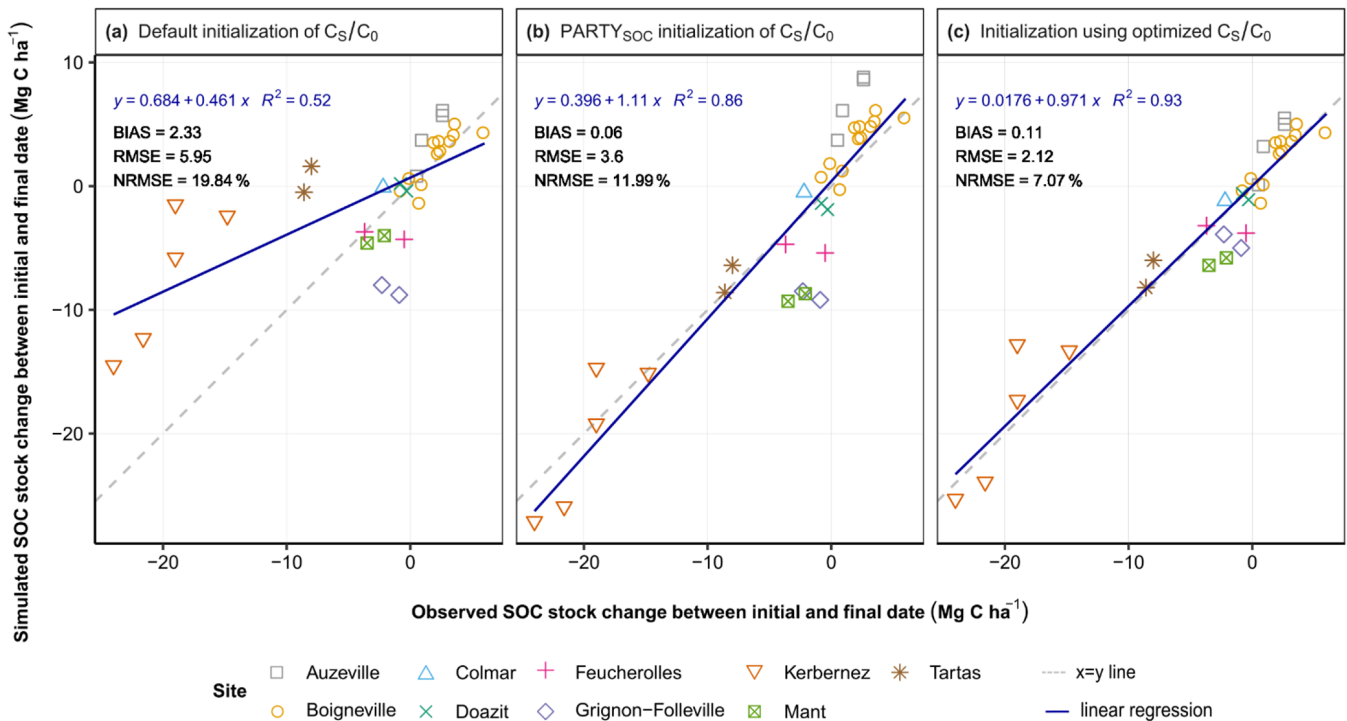 (a) Default initialization of CS/C0
y = 0.684 + 0.461 x R2 = 0.52
BIAS = 2.33
RMSE = 5.95
NRMSE = 19.84 %
(b) PARTYSOC initialization of CS/C0
y = 0.396 + 1.11 x R2 = 0.86
BIAS = 0.06
RMSE = 3.6
NRMSE = 11.99 %
(c) Initialization using optimized CS/C0
y = 0.0176 + 0.971 x R2 = 0.93
BIAS = 0.11
RMSE = 2.12
NRMSE = 7.07 %
Simulated SOC stock change between initial and final date (Mg C ha−1)
10
0
−10
−20
−20 −10 0
−20 −10 0
−20 −10 0
Observed SOC stock change between initial and final date (Mg C ha−1)
Site
Auzeville Colmar Feucherolles Kerbernez Tartas x=y line
Boigneville Doazit Grignon−Folleville Mant linear regression